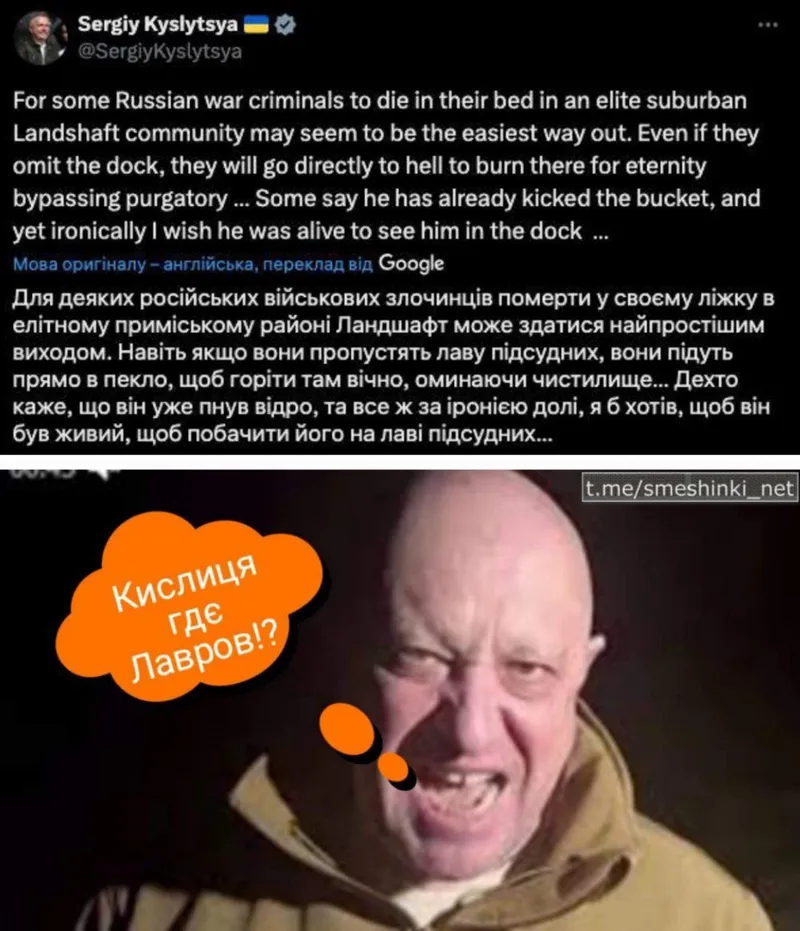 Sergiy Kyslytsya
@SergiyKyslytsya
For some Russian war criminals to die in their bed in an elite suburban
Landshaft community may seem to be the easiest way out. Even if they
omit the dock, they will go directly to hell to burn there for eternity
bypassing purgatory ... Some say he has already kicked the bucket, and
yet ironically I wish he was alive to see him in the dock ...
Мова оригіналу – англійська, переклад від Google
Для деяких російських військових злочинців померти у своєму ліжку в
елітному приміському районі Ландшафт може здатися найпростішим
виходом. Навіть якщо вони пропустять лаву підсудних, вони підуть
прямо в пекло, щоб горіти там вічно, оминаючи чистилище... Дехто
каже, що він уже пнув відро, та все ж за іронією долі, я б хотів, щоб він
був живий, щоб побачити його на лаві підсудних...
t.me/smeshinki_net
Кислиця
гдє
Лавров!?